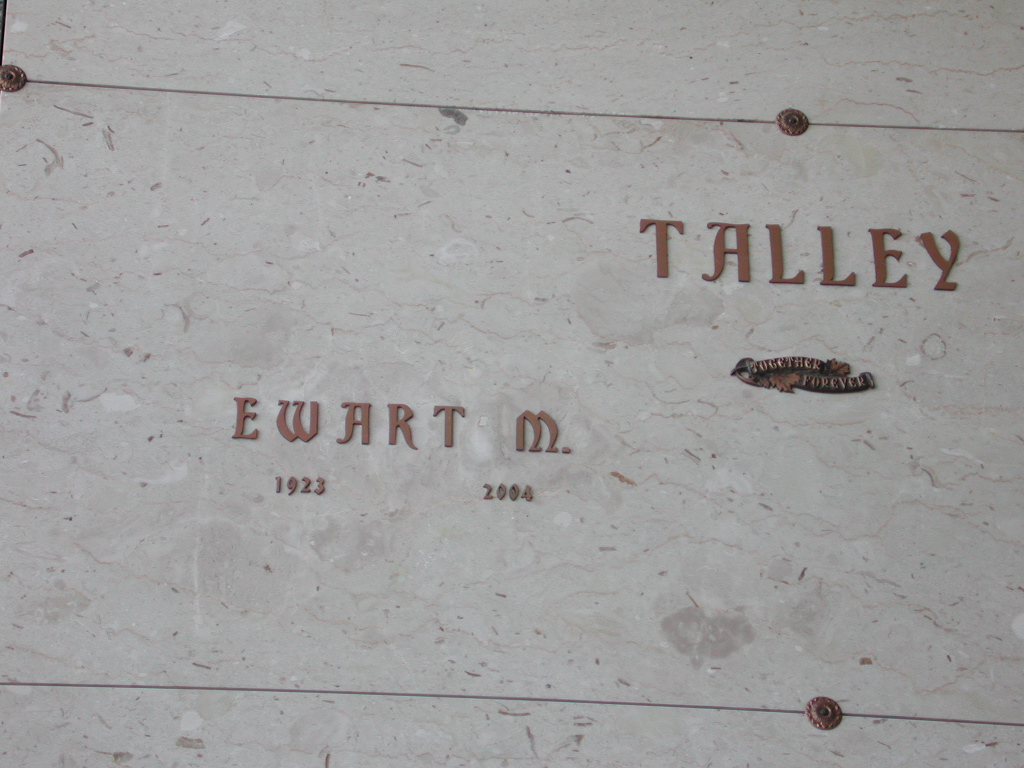 TALLEY
TOGETHER
FOREVER
EWART M.
1923 2004